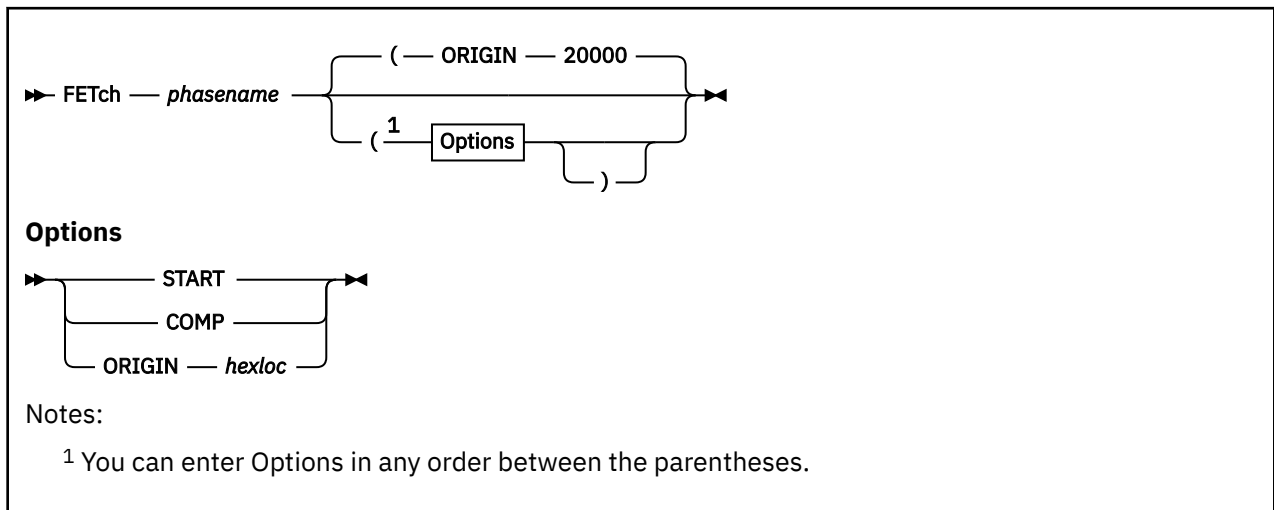 ( ORIGIN 20000
FETch phasename
( 1 Options
)
Options
START
COMP
ORIGIN hexloc
Notes:
1 You can enter Options in any order between the parentheses.